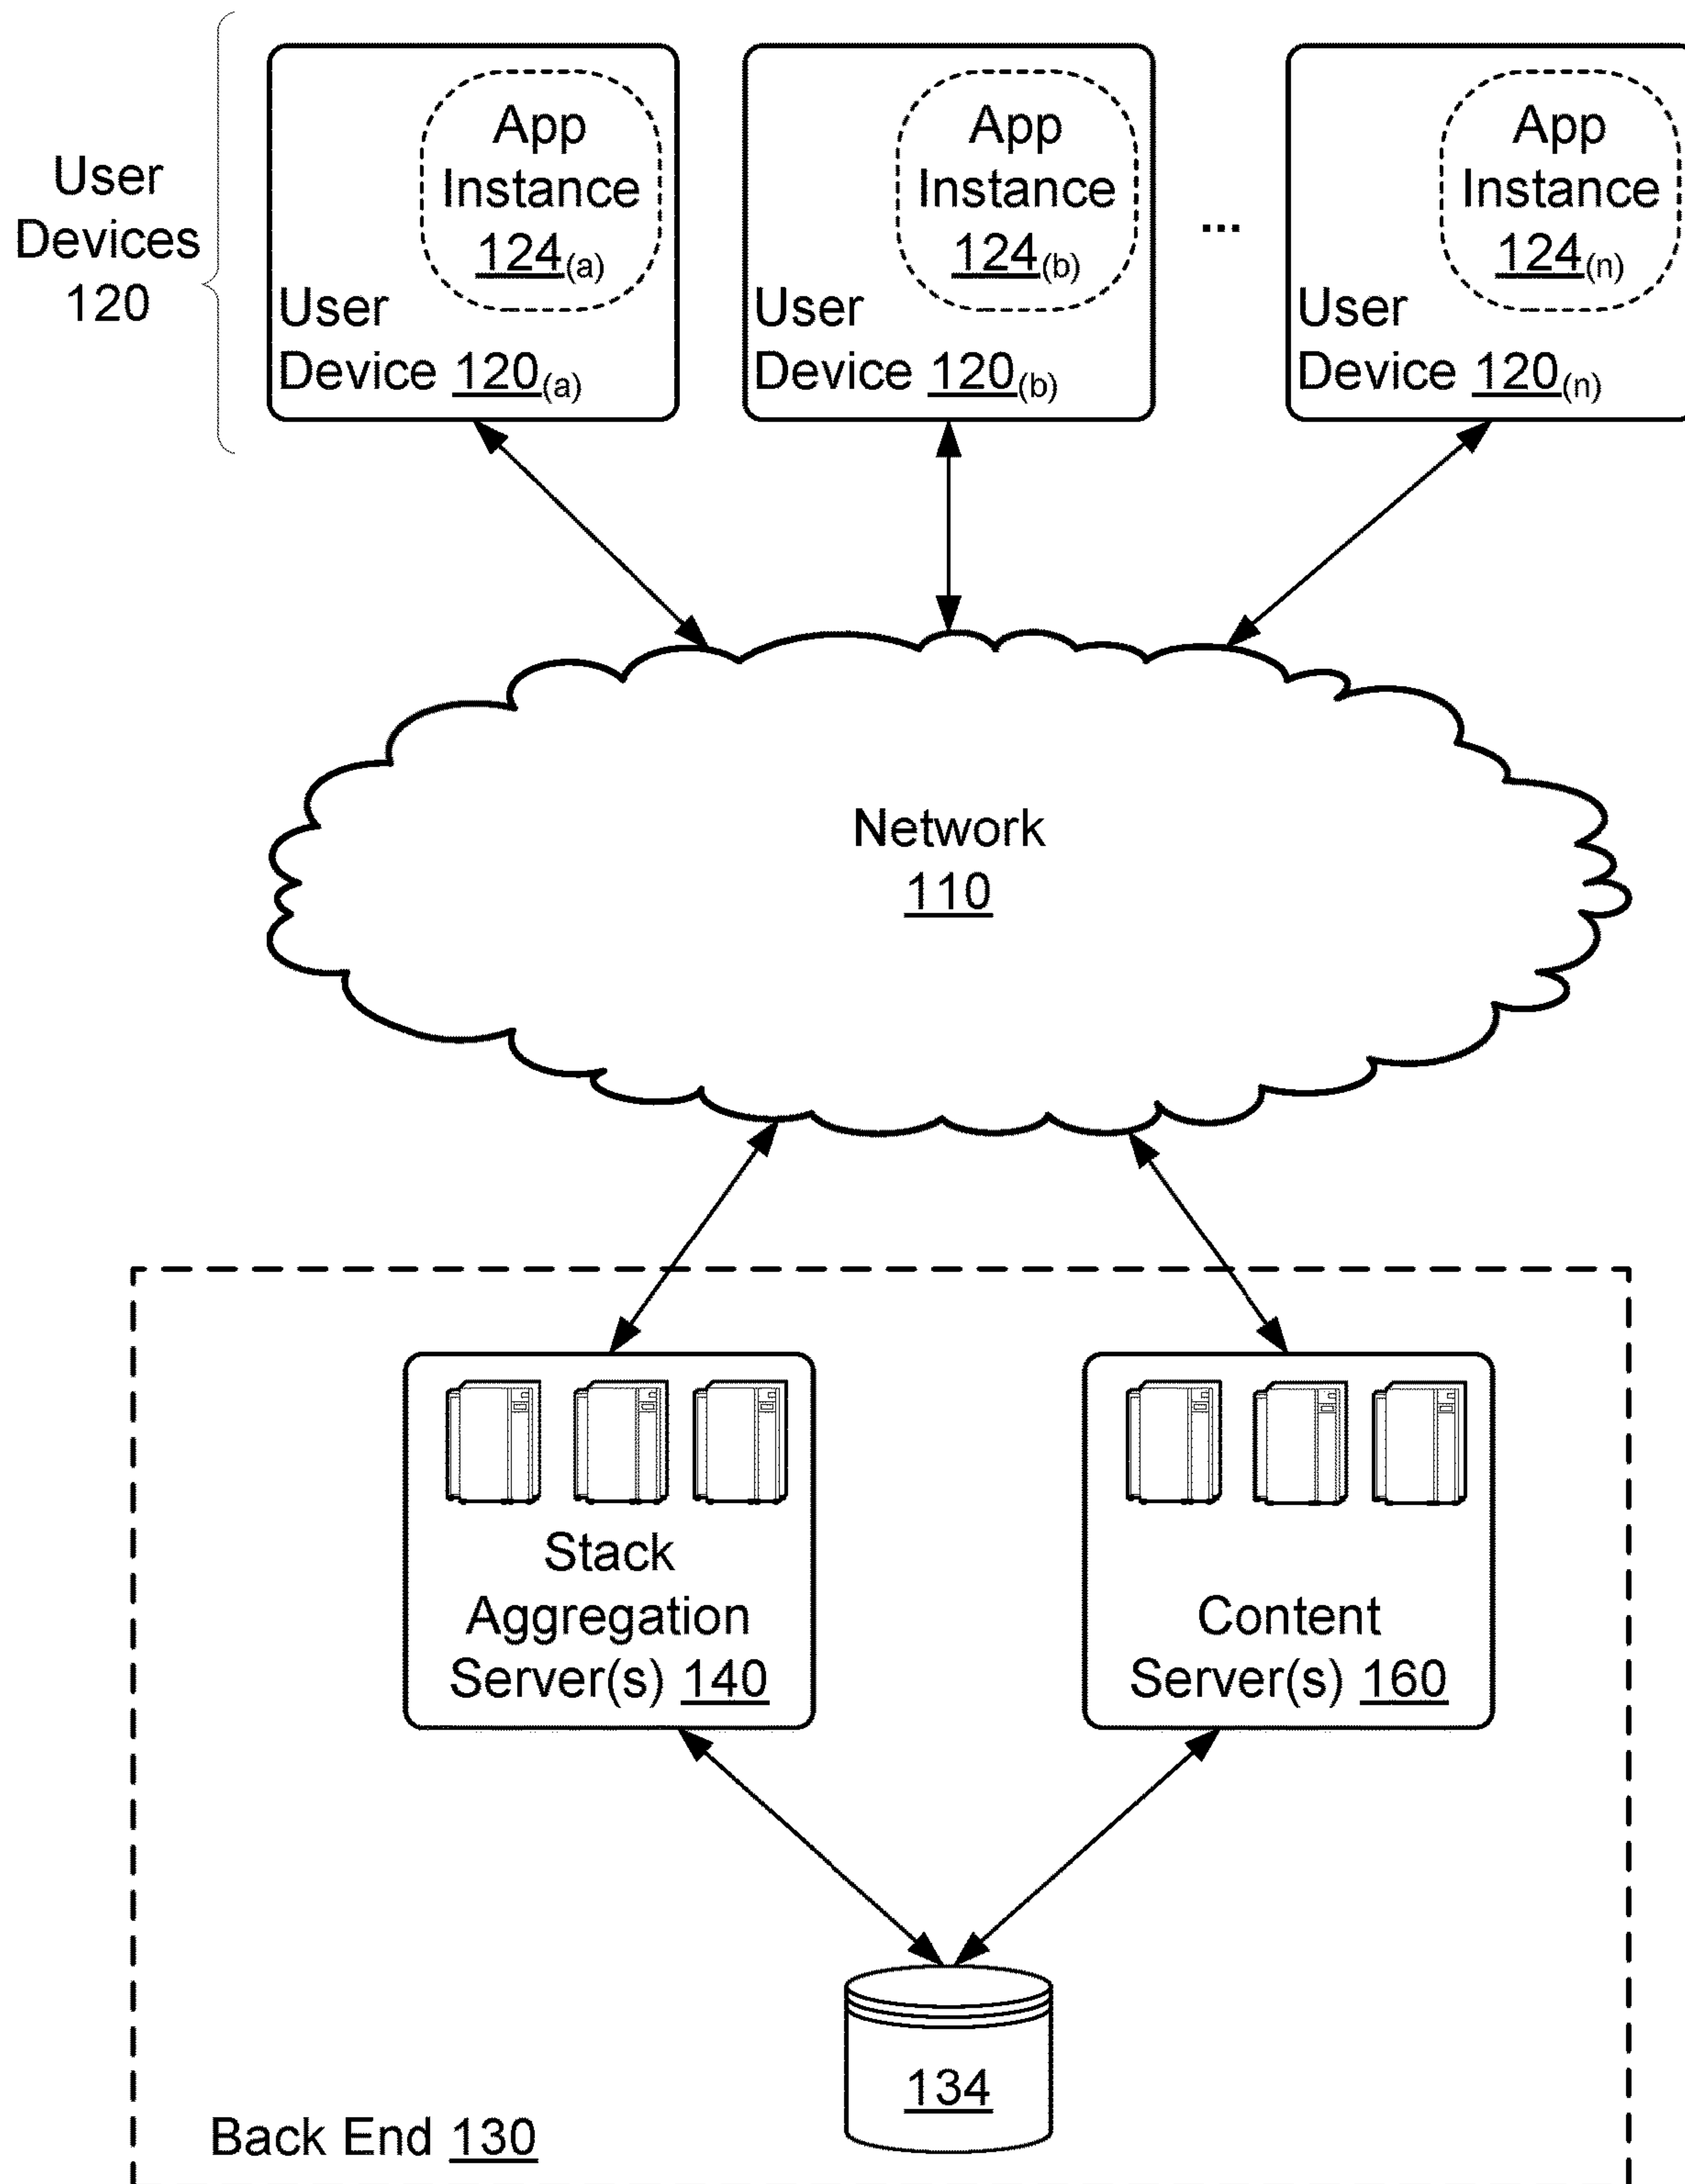 User
Devices
120
App
Instance
124(a)
User
Device 120(a)
App
Instance
124(b)
User
Device 120(b)
...
App
Instance
124(n)
User
Device 120(n)
Network
110
Stack
Aggregation
Server(s) 140
Content
Server(s) 160
134
Back End 130